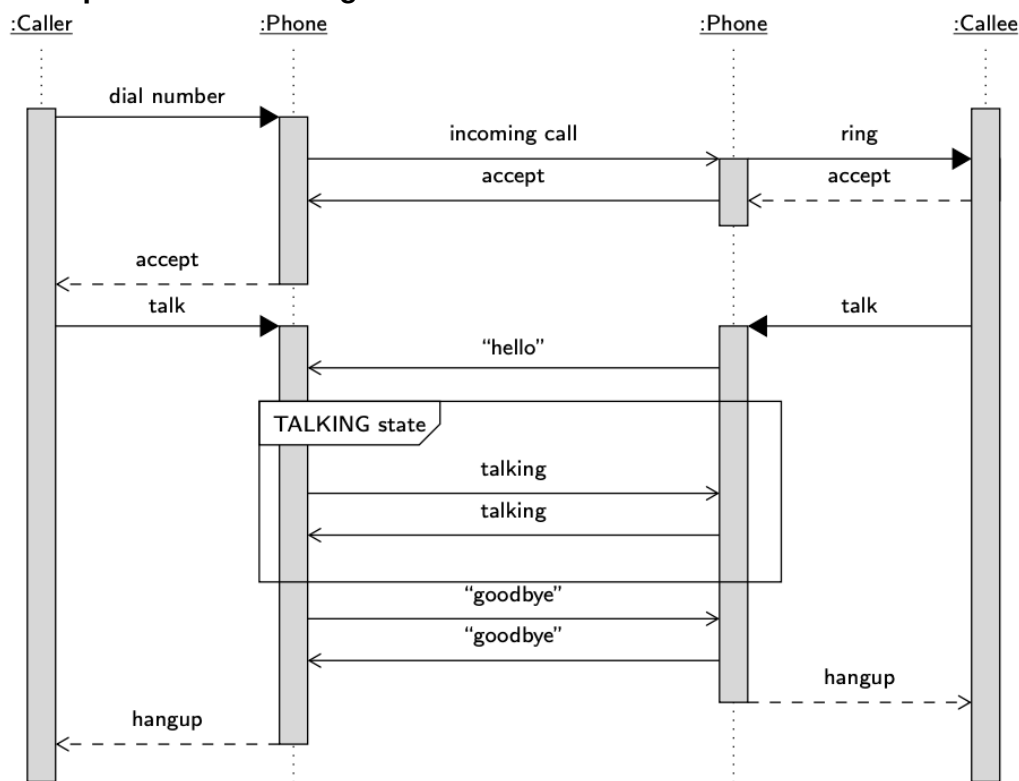 :Caller :Phone :Phone :Callee
dial number
incoming call ring
accept accept
accept
talk talk
“hello”
TALKING state
talking
talking
“goodbye”
“goodbye”
hangup
hangup